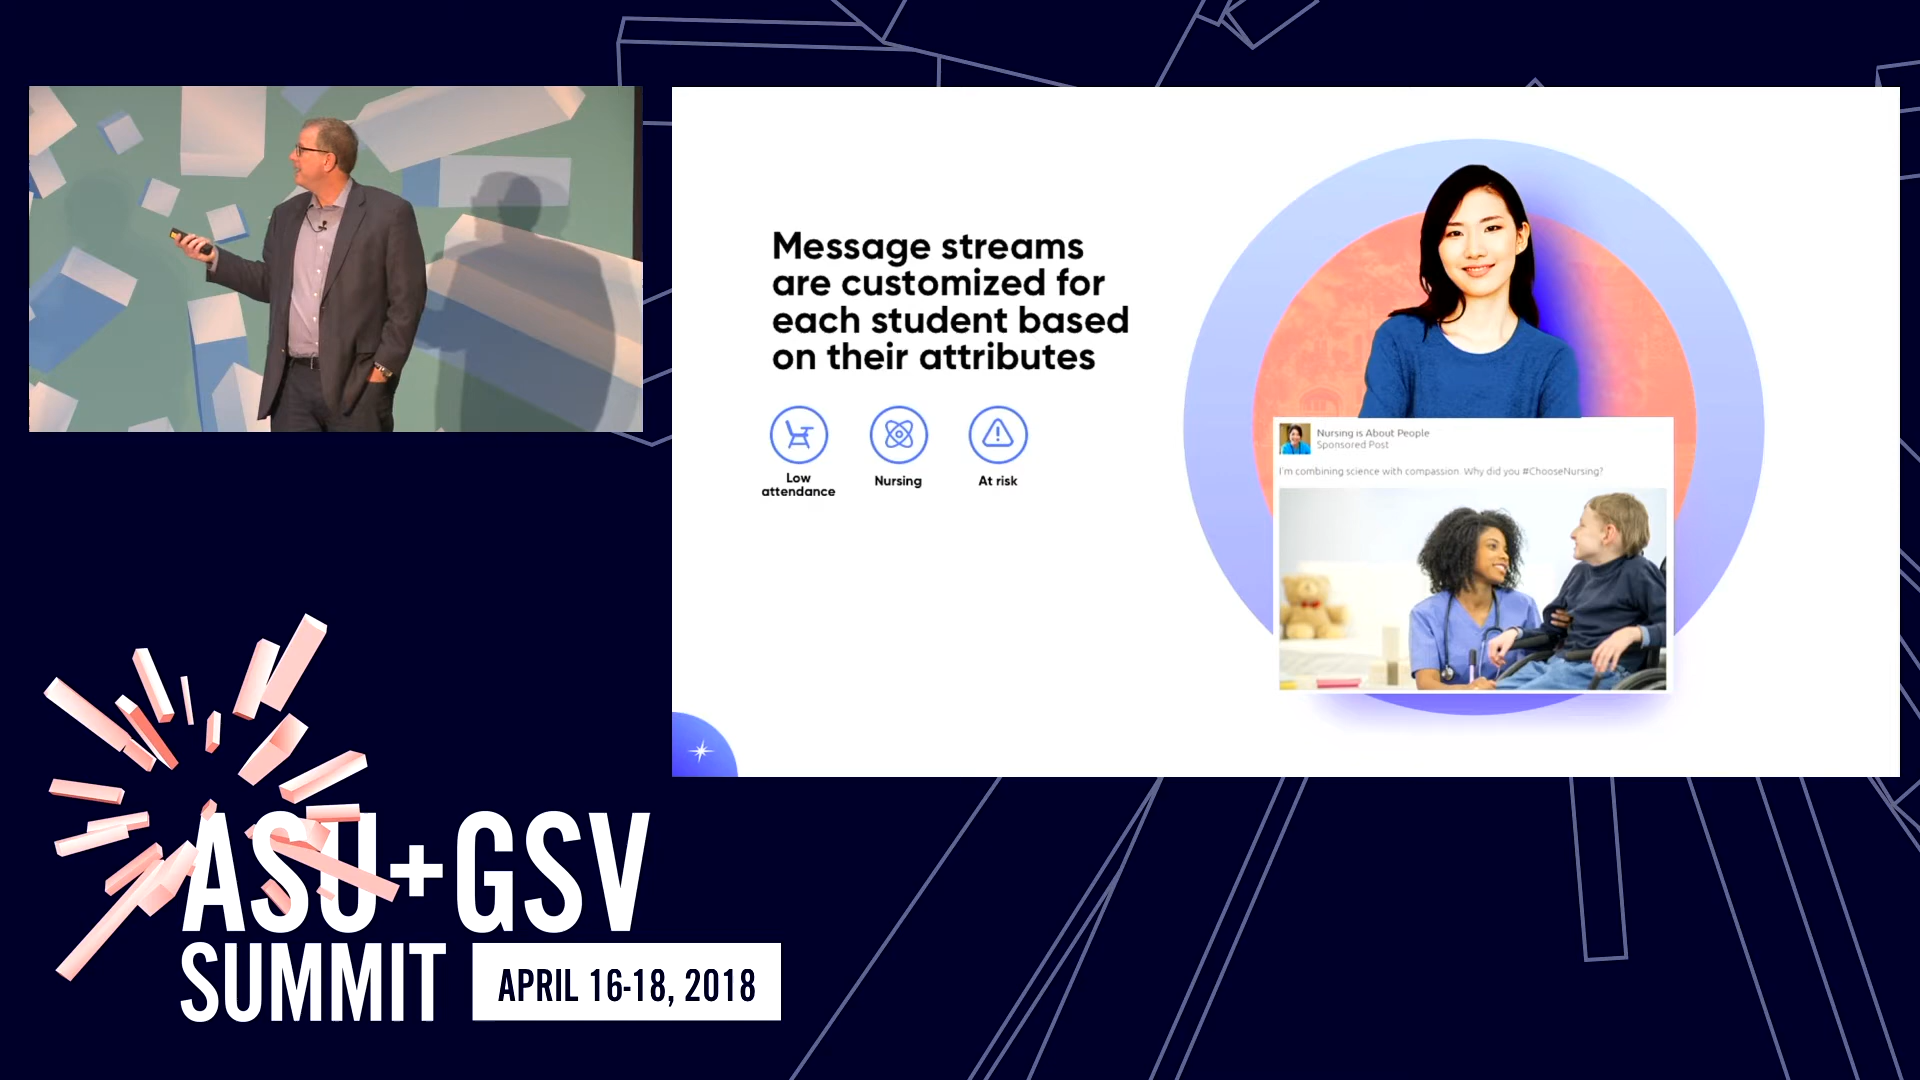 Message streams
are customized for
each student based
on their attributes
Low
attendance
Nursing
At risk
Nursing is About People
Sponsored Post
I'm combining science with compassion. Why did you #ChooseNursing?
ASU+GSV
SUMMIT
APRIL 16-18, 2018